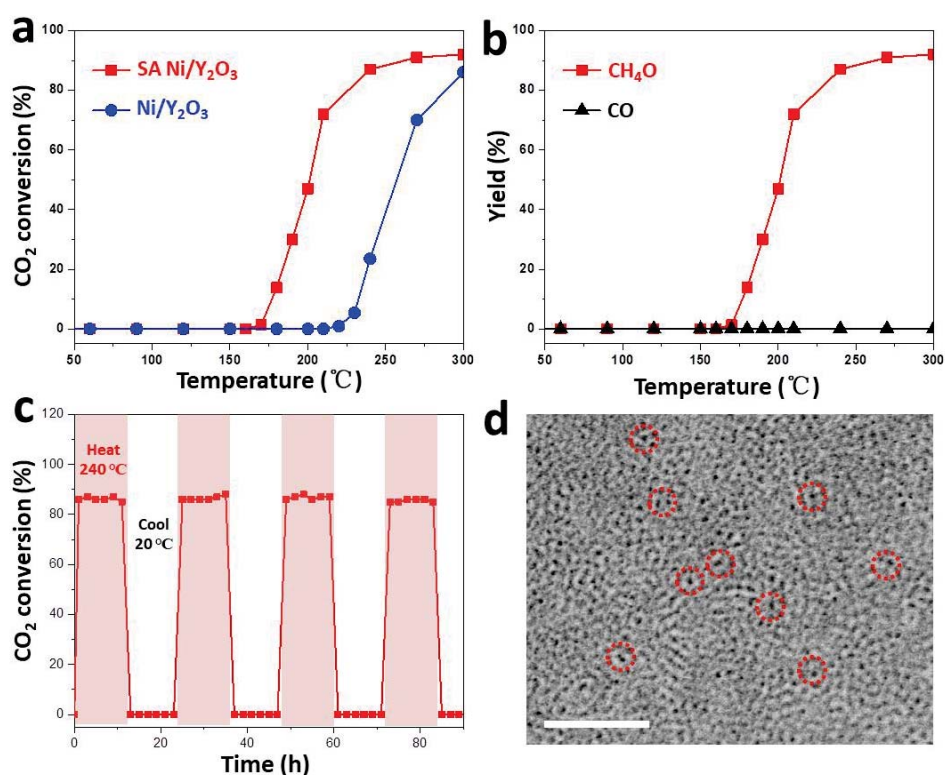 a
SA Ni/Y₂O₃
Ni/Y₂O₃
CO₂ conversion (%)
100
80
60
40
20
0
50
100
150
200
250
300
Temperature (℃)
b
CH₄O
CO
Yield (%)
100
80
60
40
20
0
50
100
150
200
250
300
Temperature (℃)
c
Heat
240 ℃
Cool
20 ℃
CO₂ conversion (%)
120
100
80
60
40
20
0
0
20
40
60
80
Time (h)
d